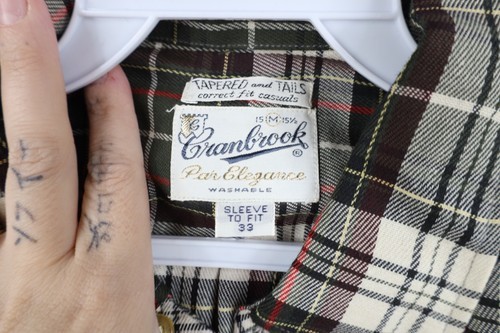 TAPERED and TAILS
correct fit casuals
15 M 15½
Cranbrook ®
Par Elegance
WASHABLE
SLEEVE
TO FIT
33